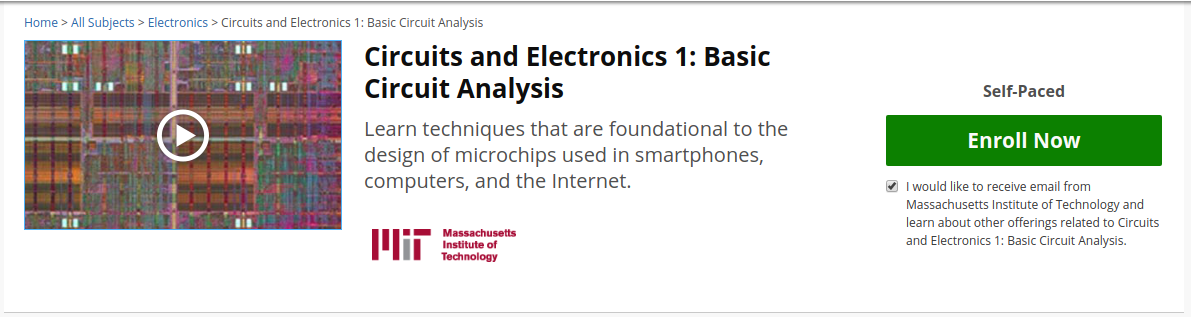 Home > All Subjects > Electronics > Circuits and Electronics 1: Basic Circuit Analysis
Circuits and Electronics 1: Basic
Circuit Analysis
Learn techniques that are foundational to the
design of microchips used in smartphones,
computers, and the Internet.
MIT
Massachusetts
Institute of
Technology
Self-Paced
Enroll Now
I would like to receive email from
Massachusetts Institute of Technology and
learn about other offerings related to Circuits
and Electronics 1: Basic Circuit Analysis.